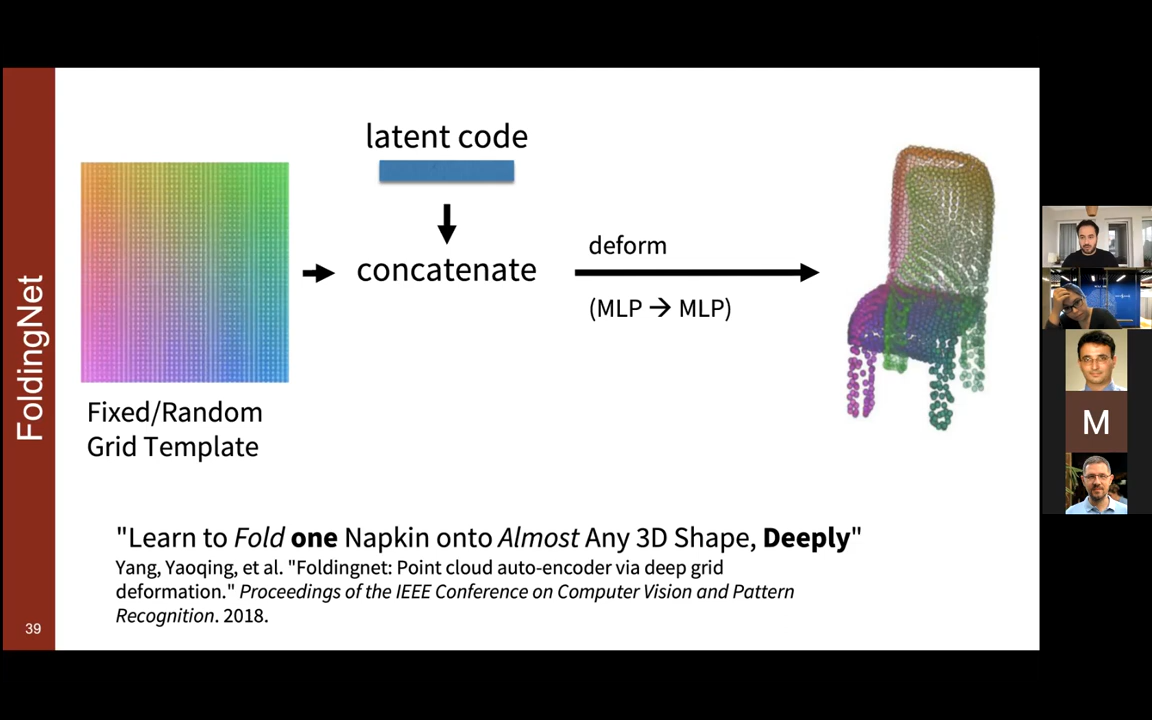 FoldingNet
latent code
concatenate
deform
(MLP → MLP)
Fixed/Random
Grid Template
"Learn to Fold one Napkin onto Almost Any 3D Shape, Deeply"
Yang, Yaoqing, et al. "Foldingnet: Point cloud auto-encoder via deep grid
deformation." Proceedings of the IEEE Conference on Computer Vision and Pattern
Recognition. 2018.
39
M